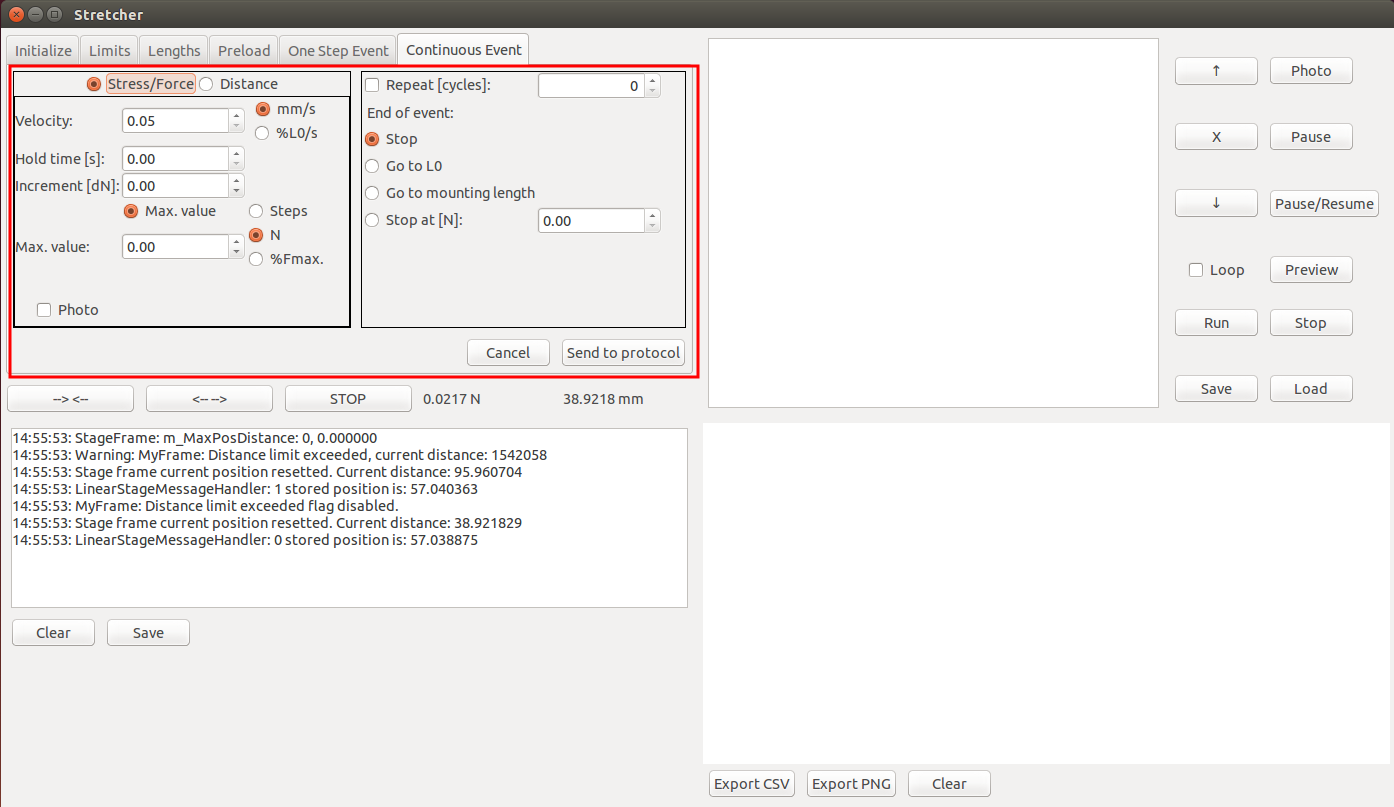 Stretcher
Initialize Limits Lengths Preload One Step Event Continuous Event
Stress/Force Distance
Velocity: 0.05 mm/s
%L0/s
Hold time [s]: 0.00
Increment [dN]: 0.00
Max. value Steps
Max. value: 0.00 N
%Fmax.
Photo
Repeat [cycles]: 0
End of event:
Stop
Go to L0
Go to mounting length
Stop at [N]: 0.00
Cancel Send to protocol
--> <-- <-- --> STOP 0.0217 N 38.9218 mm
14:55:53: StageFrame: m_MaxPosDistance: 0, 0.000000
14:55:53: Warning: MyFrame: Distance limit exceeded, current distance: 1542058
14:55:53: Stage frame current position resetted. Current distance: 95.960704
14:55:53: LinearStageMessageHandler: 1 stored position is: 57.040363
14:55:53: MyFrame: Distance limit exceeded flag disabled.
14:55:53: Stage frame current position resetted. Current distance: 38.921829
14:55:53: LinearStageMessageHandler: 0 stored position is: 57.038875
Clear Save
↑ Photo
X Pause
↓ Pause/Resume
Loop Preview
Run Stop
Save Load
Export CSV Export PNG Clear